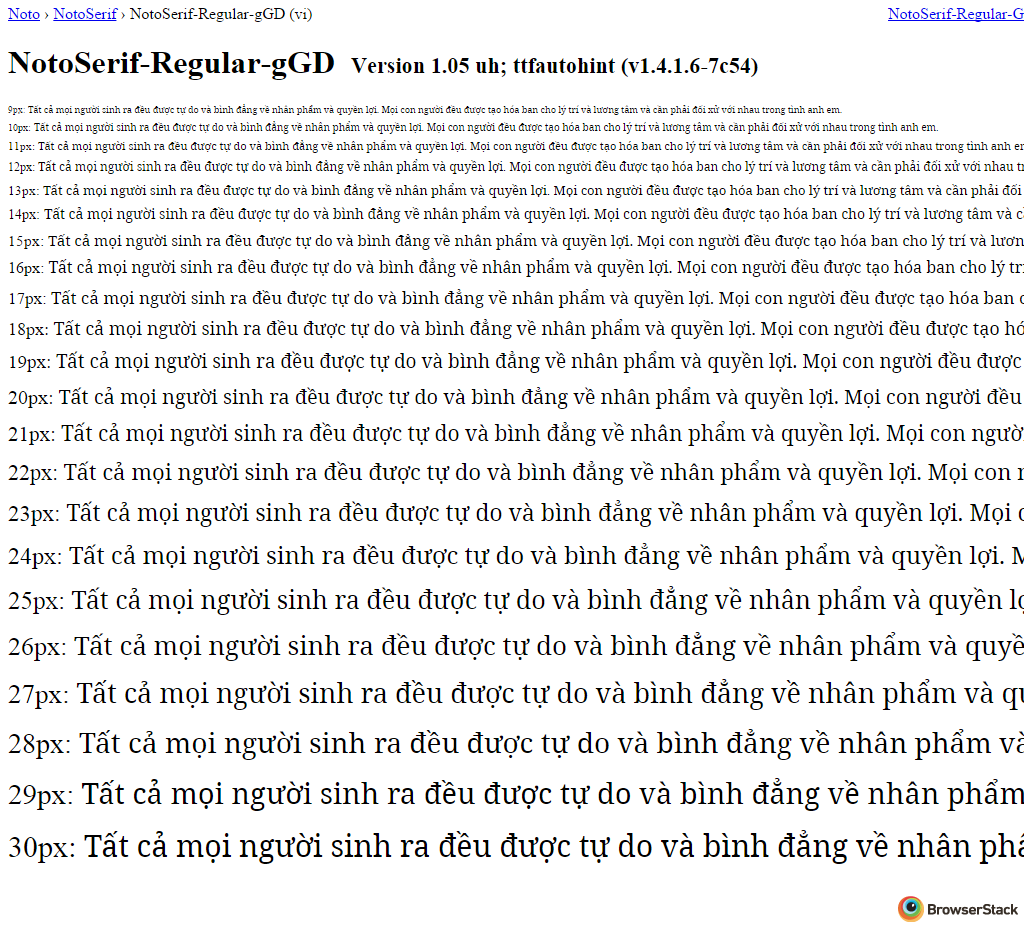 Noto › NotoSerif › NotoSerif-Regular-gGD (vi) NotoSerif-Regular-G
NotoSerif-Regular-gGD Version 1.05 uh; ttfautohint (v1.4.1.6-7c54)
9px: Tất cả mọi người sinh ra đều được tự do và bình đẳng về nhân phẩm và quyền lợi. Mọi con người đều được tạo hóa ban cho lý trí và lương tâm và cần phải đối xử với nhau trong tình anh em.
10px: Tất cả mọi người sinh ra đều được tự do và bình đẳng về nhân phẩm và quyền lợi. Mọi con người đều được tạo hóa ban cho lý trí và lương tâm và cần phải đối xử với nhau trong tình anh em.
11px: Tất cả mọi người sinh ra đều được tự do và bình đẳng về nhân phẩm và quyền lợi. Mọi con người đều được tạo hóa ban cho lý trí và lương tâm và cần phải đối xử với nhau trong tình anh e
12px: Tất cả mọi người sinh ra đều được tự do và bình đẳng về nhân phẩm và quyền lợi. Mọi con người đều được tạo hóa ban cho lý trí và lương tâm và cần phải đối xử với nhau t
13px: Tất cả mọi người sinh ra đều được tự do và bình đẳng về nhân phẩm và quyền lợi. Mọi con người đều được tạo hóa ban cho lý trí và lương tâm và cần phải đối
14px: Tất cả mọi người sinh ra đều được tự do và bình đẳng về nhân phẩm và quyền lợi. Mọi con người đều được tạo hóa ban cho lý trí và lương tâm và c
15px: Tất cả mọi người sinh ra đều được tự do và bình đẳng về nhân phẩm và quyền lợi. Mọi con người đều được tạo hóa ban cho lý trí và lươn
16px: Tất cả mọi người sinh ra đều được tự do và bình đẳng về nhân phẩm và quyền lợi. Mọi con người đều được tạo hóa ban cho lý tr
17px: Tất cả mọi người sinh ra đều được tự do và bình đẳng về nhân phẩm và quyền lợi. Mọi con người đều được tạo hóa ban
18px: Tất cả mọi người sinh ra đều được tự do và bình đẳng về nhân phẩm và quyền lợi. Mọi con người đều được tạo hó
19px: Tất cả mọi người sinh ra đều được tự do và bình đẳng về nhân phẩm và quyền lợi. Mọi con người đều được
20px: Tất cả mọi người sinh ra đều được tự do và bình đẳng về nhân phẩm và quyền lợi. Mọi con người đều
21px: Tất cả mọi người sinh ra đều được tự do và bình đẳng về nhân phẩm và quyền lợi. Mọi con ngườ
22px: Tất cả mọi người sinh ra đều được tự do và bình đẳng về nhân phẩm và quyền lợi. Mọi con
23px: Tất cả mọi người sinh ra đều được tự do và bình đẳng về nhân phẩm và quyền lợi. Mọi
24px: Tất cả mọi người sinh ra đều được tự do và bình đẳng về nhân phẩm và quyền lợi. M
25px: Tất cả mọi người sinh ra đều được tự do và bình đẳng về nhân phẩm và quyền lợ
26px: Tất cả mọi người sinh ra đều được tự do và bình đẳng về nhân phẩm và quyề
27px: Tất cả mọi người sinh ra đều được tự do và bình đẳng về nhân phẩm và qu
28px: Tất cả mọi người sinh ra đều được tự do và bình đẳng về nhân phẩm và
29px: Tất cả mọi người sinh ra đều được tự do và bình đẳng về nhân phẩm
30px: Tất cả mọi người sinh ra đều được tự do và bình đẳng về nhân phẩ
BrowserStack